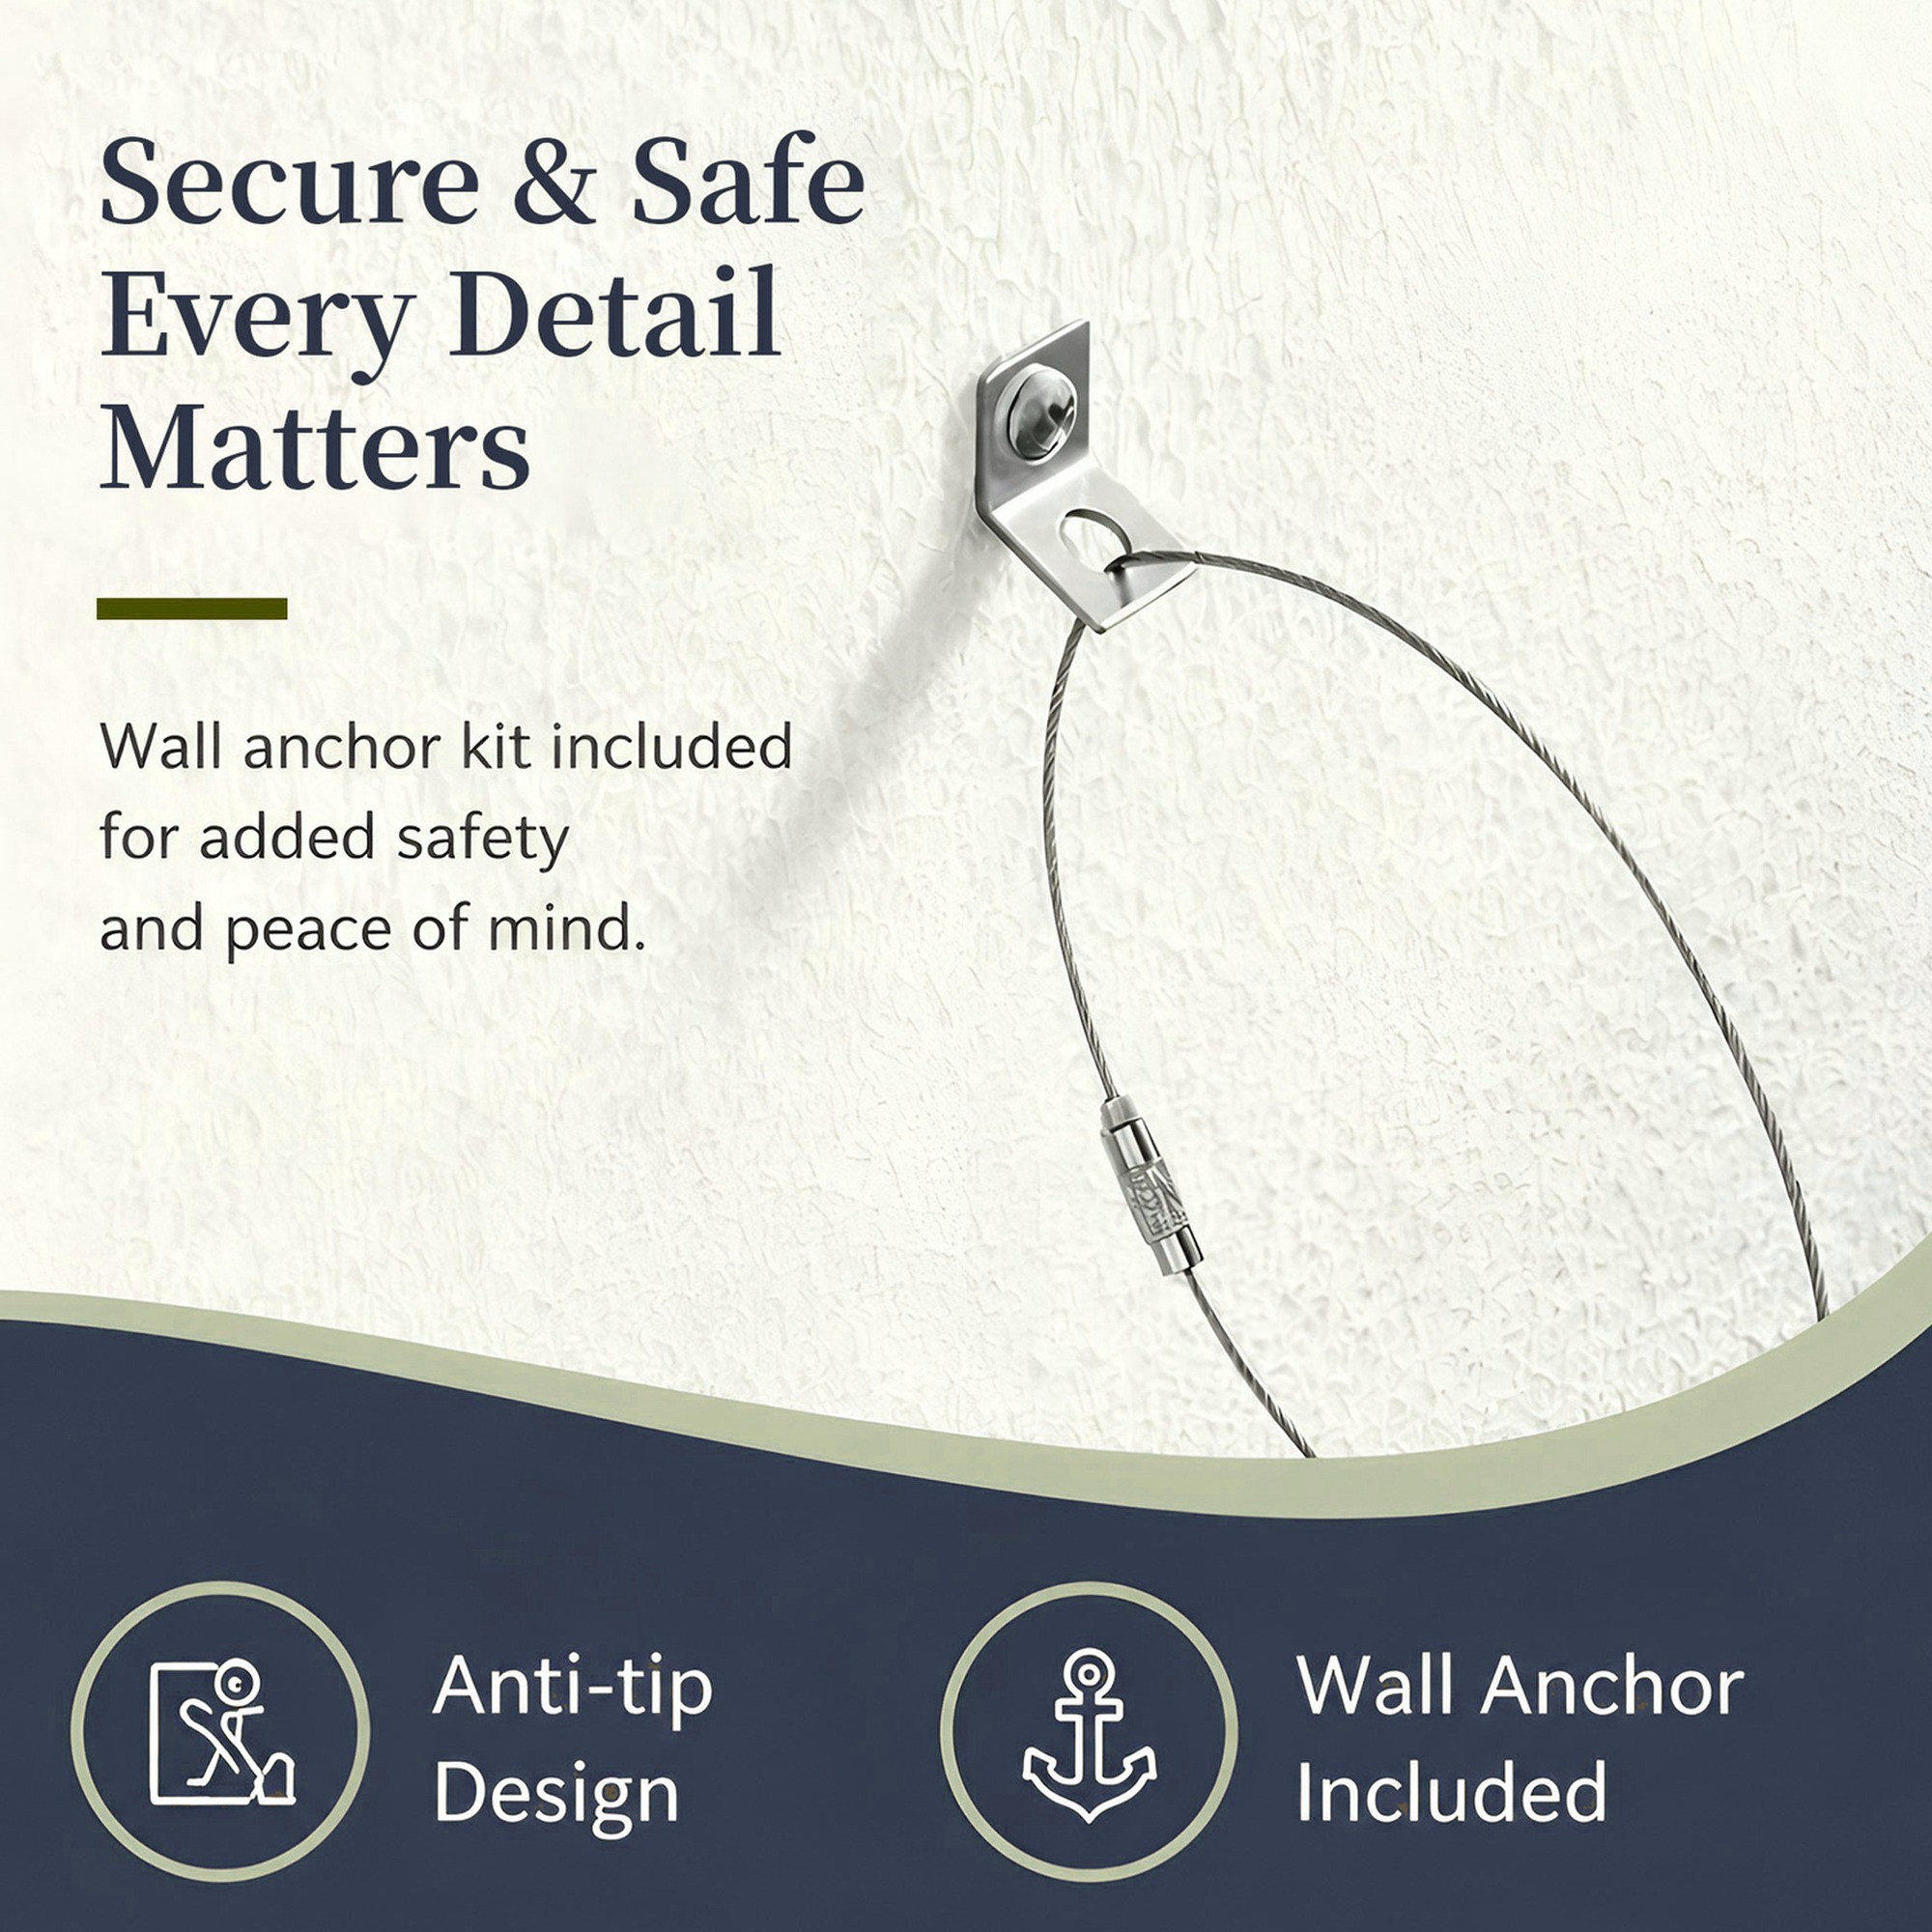 Secure & Safe
Every Detail
Matters
Wall anchor kit included
for added safety
and peace of mind.
Anti-tip
Design
Wall Anchor
Included